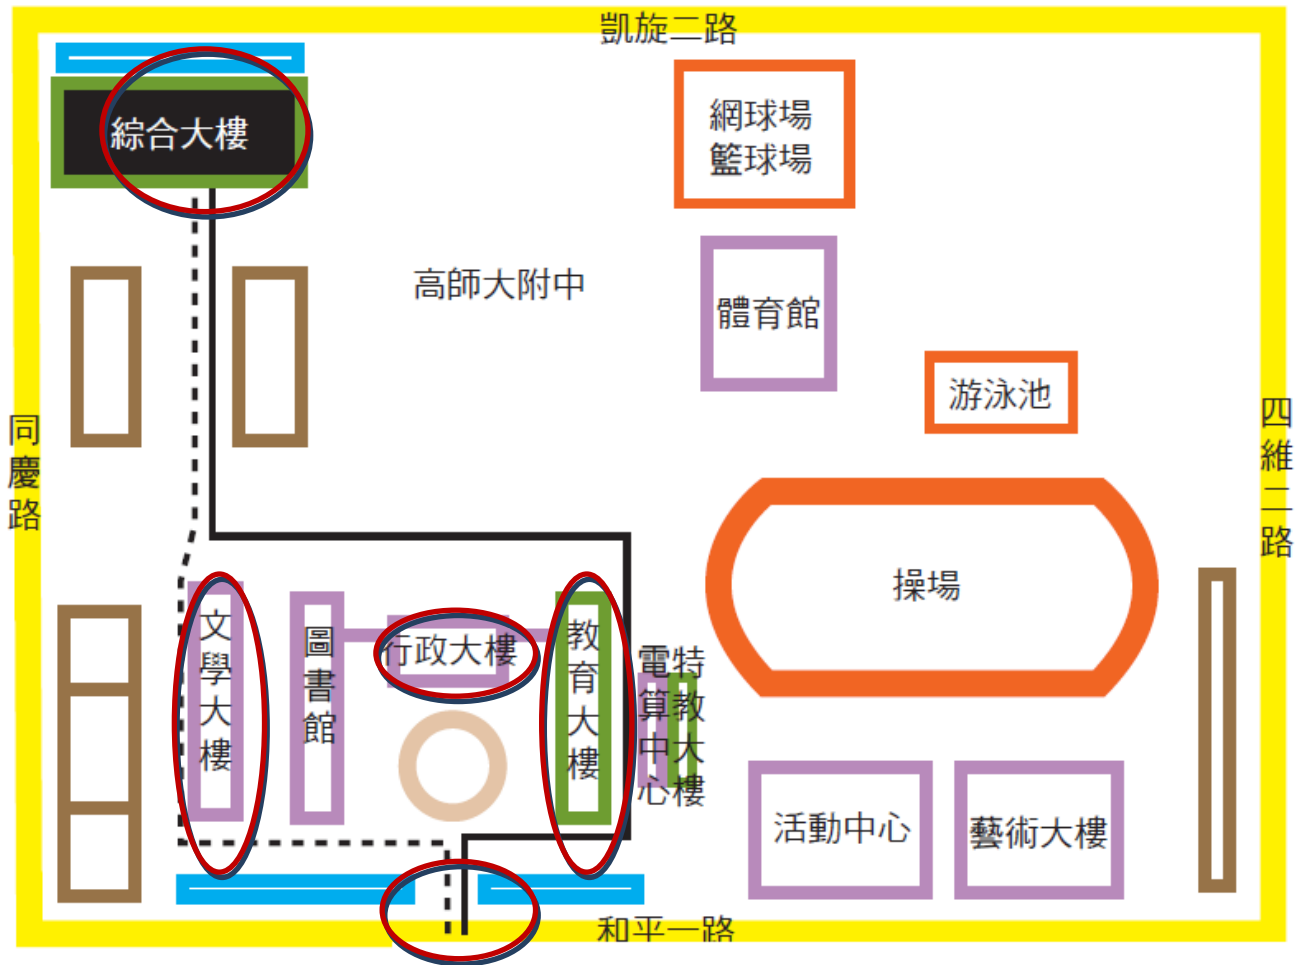 凱旋二路
綜合大樓
網球場
籃球場
高師大附中
體育館
游泳池
同慶路
四維二路
操場
文學大樓
圖書館
行政大樓
教育大樓
電算中心
特教大樓
活動中心
藝術大樓
和平一路